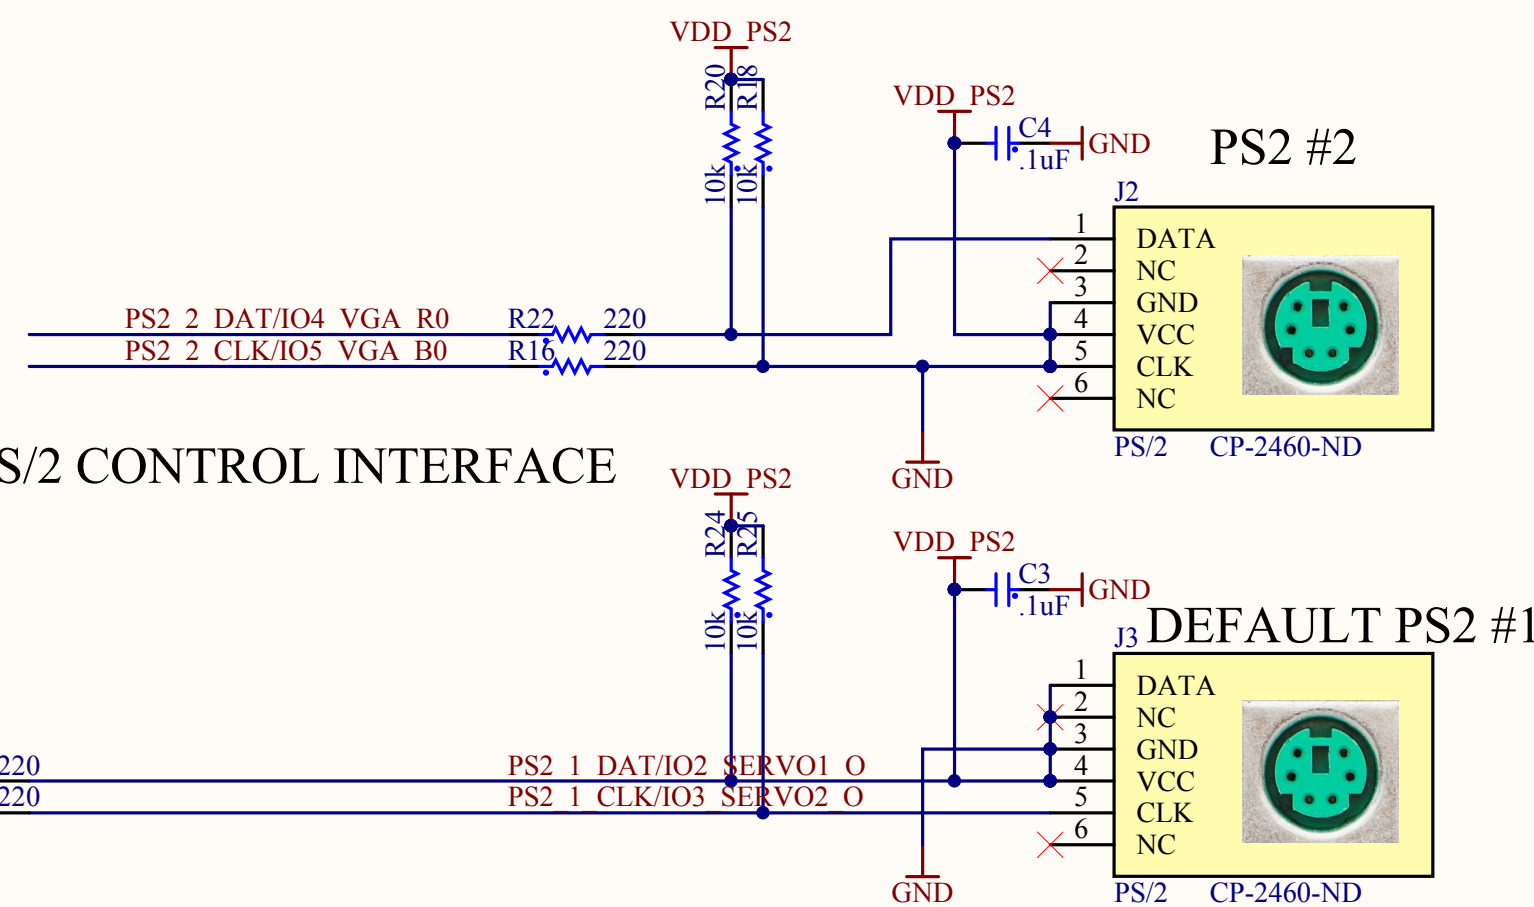 VDD_PS2
R20
R18
10k
10k
VDD_PS2
C4
.1uF
GND
PS2 #2
J2
1 DATA
2 NC
3 GND
4 VCC
5 CLK
6 NC
PS/2 CP-2460-ND
PS2_2_DAT/IO4_VGA_R0 R22 220
PS2_2_CLK/IO5_VGA_B0 R16 220
GND
S/2 CONTROL INTERFACE
VDD_PS2
R24
R25
10k
10k
VDD_PS2
C3
.1uF
GND
DEFAULT PS2 #1
J3
1 DATA
2 NC
3 GND
4 VCC
5 CLK
6 NC
PS/2 CP-2460-ND
220 PS2_1_DAT/IO2_SERVO1_O
220 PS2_1_CLK/IO3_SERVO2_O
GND